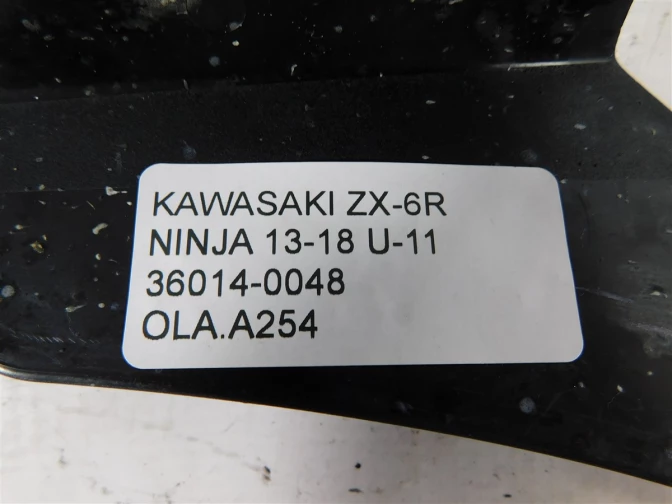 KAWASAKI ZX-6R
NINJA 13-18 U-11
36014-0048
OLA.A254